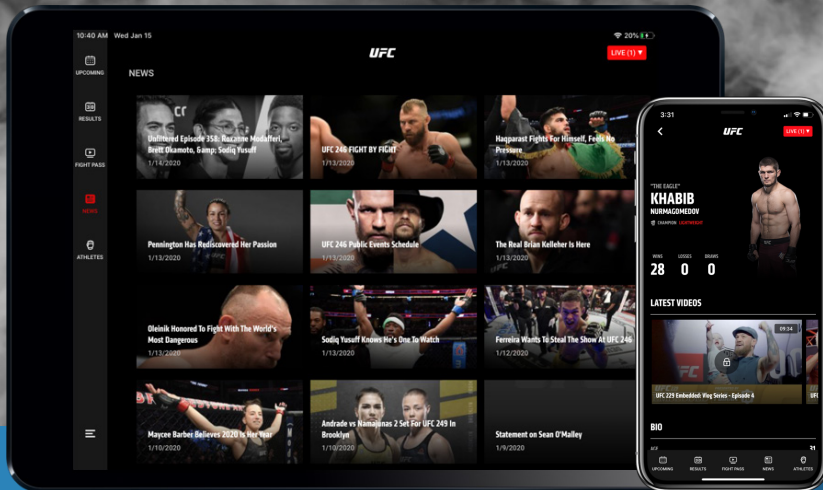 10:40 AM Wed Jan 15
20%
UFC
LIVE (1) ▼
UPCOMING
RESULTS
FIGHT PASS
NEWS
ATHLETES
NEWS
Unfiltered Episode 358: Roxanne Modafferi,
Brett Okamoto, &amp; Sodiq Yusuff
1/14/2020
UFC 246 FIGHT BY FIGHT
1/13/2020
Haqparast Fights For Himself, Feels No
Pressure
1/13/2020
Pennington Has Rediscovered Her Passion
1/13/2020
UFC 246 Public Events Schedule
1/13/2020
The Real Brian Kelleher Is Here
1/13/2020
Oleinik Honored To Fight With The World's
Most Dangerous
1/13/2020
Sodiq Yusuff Knows He's One To Watch
1/13/2020
Ferreira Wants To Steal The Show At UFC 246
1/12/2020
Maycee Barber Believes 2020 Is Her Year
1/10/2020
Andrade vs Namajunas 2 Set For UFC 249 In
Brooklyn
1/10/2020
Statement on Sean O'Malley
1/9/2020
3:31
UFC
LIVE (1) ▼
"THE EAGLE"
KHABIB
NURMAGOMEDOV
CHAMPION LIGHTWEIGHT
WINS LOSSES DRAWS
28 0 0
LATEST VIDEOS
09:34
UFC 229 Embedded: Vlog Series - Episode 4
UFC
BIO
AGE 31
UPCOMING RESULTS FIGHT PASS NEWS ATHLETES